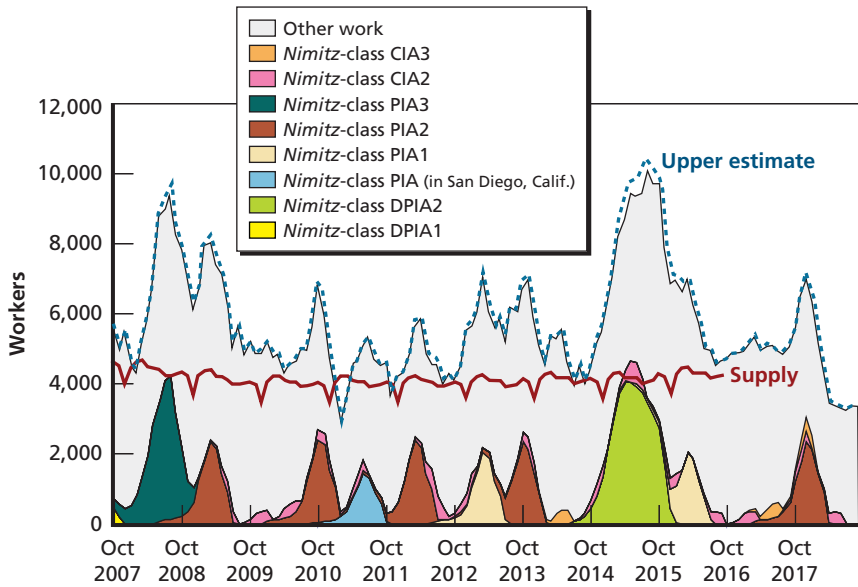 Other work
Nimitz-class CIA3
Nimitz-class CIA2
Nimitz-class PIA3
Nimitz-class PIA2
Nimitz-class PIA1
Nimitz-class PIA (in San Diego, Calif.)
Nimitz-class DPIA2
Nimitz-class DPIA1
12,000
10,000
8,000
6,000
4,000
2,000
0
Workers
Upper estimate
Supply
Oct Oct Oct Oct Oct Oct Oct Oct Oct Oct Oct
2007 2008 2009 2010 2011 2012 2013 2014 2015 2016 2017